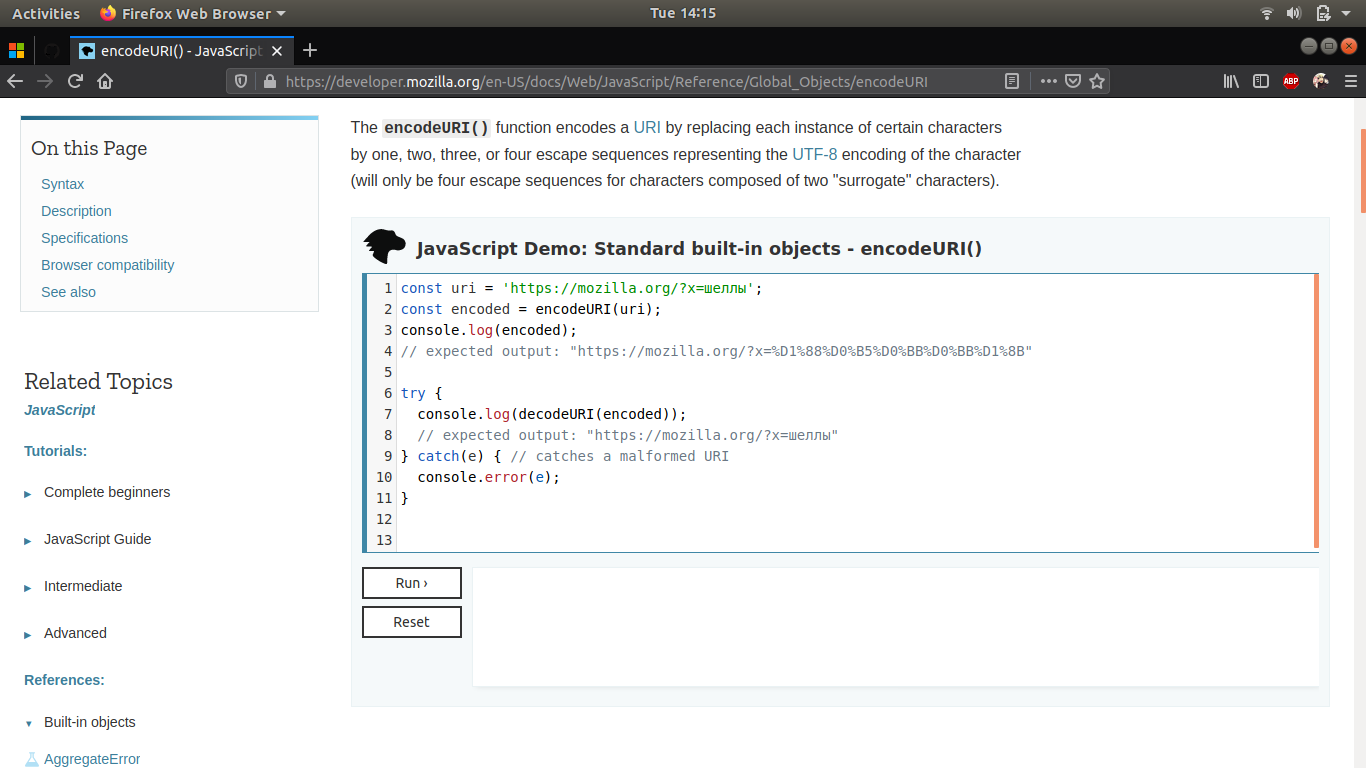 Activities
Firefox Web Browser
Tue 14:15
encodeURI() - JavaScript
https://developer.mozilla.org/en-US/docs/Web/JavaScript/Reference/Global_Objects/encodeURI
ABP
On this Page
Syntax
Description
Specifications
Browser compatibility
See also
Related Topics
JavaScript
Tutorials:
Complete beginners
JavaScript Guide
Intermediate
Advanced
References:
Built-in objects
AggregateError
The encodeURI() function encodes a URI by replacing each instance of certain characters
by one, two, three, or four escape sequences representing the UTF-8 encoding of the character
(will only be four escape sequences for characters composed of two "surrogate" characters).
JavaScript Demo: Standard built-in objects - encodeURI()
1 const uri = 'https://mozilla.org/?x=шеллы';
2 const encoded = encodeURI(uri);
3 console.log(encoded);
4 // expected output: "https://mozilla.org/?x=%D1%88%D0%B5%D0%BB%D0%BB%D1%8B"
5
6 try {
7 console.log(decodeURI(encoded));
8 // expected output: "https://mozilla.org/?x=шеллы"
9 } catch(e) { // catches a malformed URI
10 console.error(e);
11 }
12
13
Run ›
Reset